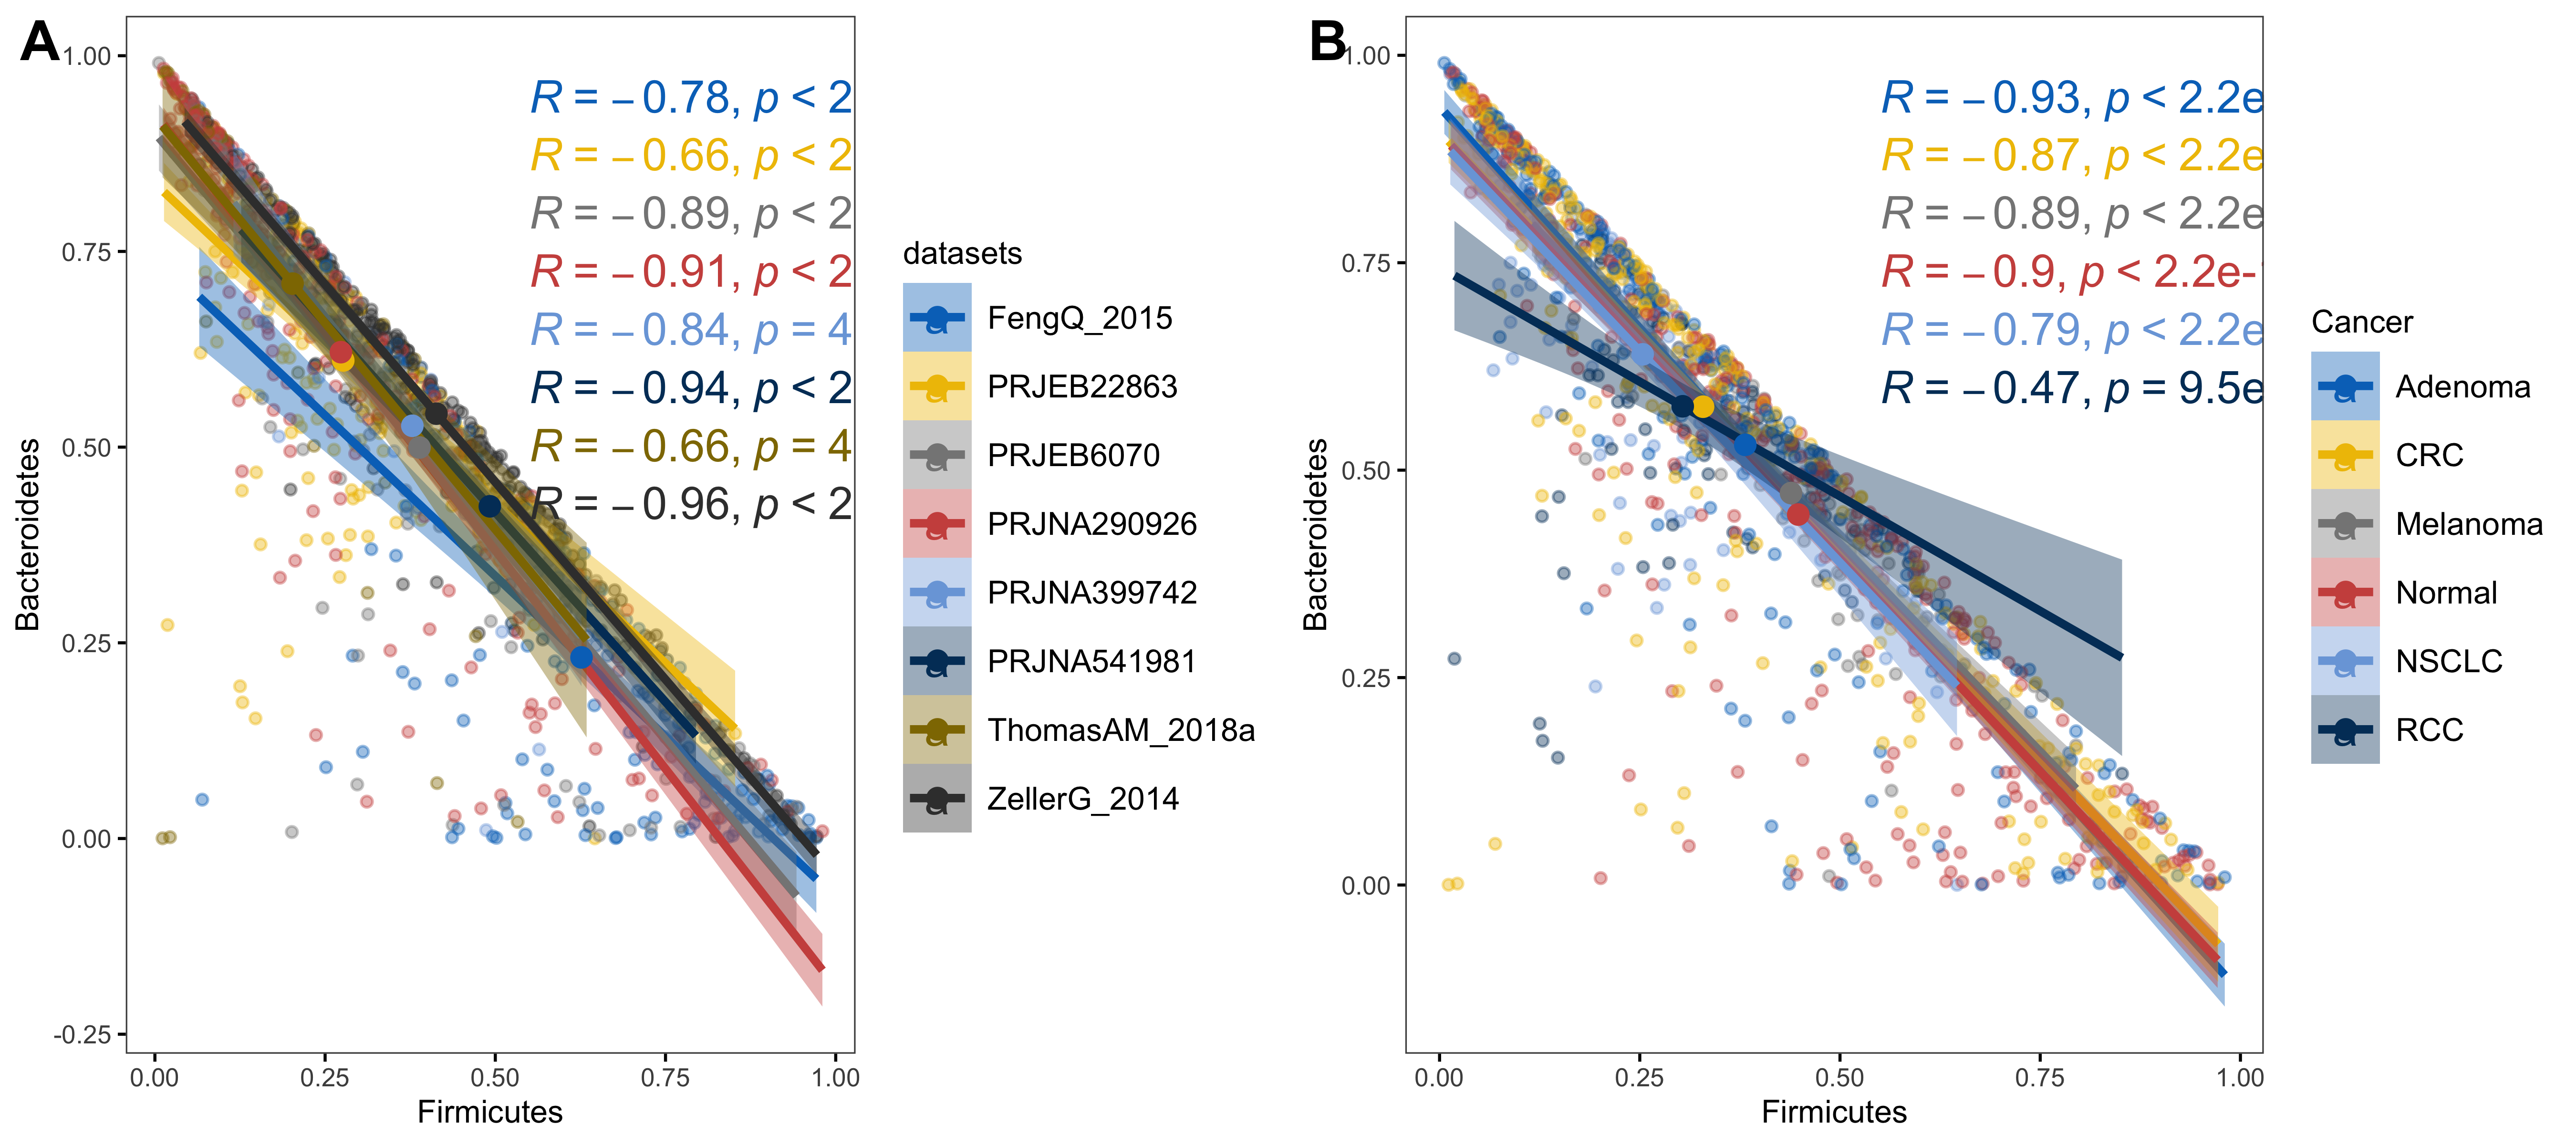 A
1.00
0.75
0.50
0.25
0.00
-0.25
Bacteroidetes
R = − 0.78, p < 2
R = − 0.66, p < 2
R = − 0.89, p < 2
R = − 0.91, p < 2
R = − 0.84, p = 4
R = − 0.94, p < 2
R = − 0.66, p = 4
R = − 0.96, p < 2
0.00 0.25 0.50 0.75 1.00
Firmicutes
datasets
a FengQ_2015
a PRJEB22863
a PRJEB6070
a PRJNA290926
a PRJNA399742
a PRJNA541981
a ThomasAM_2018a
a ZellerG_2014
B
1.00
0.75
0.50
0.25
0.00
Bacteroidetes
R = − 0.93, p < 2.2e
R = − 0.87, p < 2.2e
R = − 0.89, p < 2.2e
R = − 0.9, p < 2.2e-
R = − 0.79, p < 2.2e
R = − 0.47, p = 9.5e
0.00 0.25 0.50 0.75 1.00
Firmicutes
Cancer
a Adenoma
a CRC
a Melanoma
a Normal
a NSCLC
a RCC